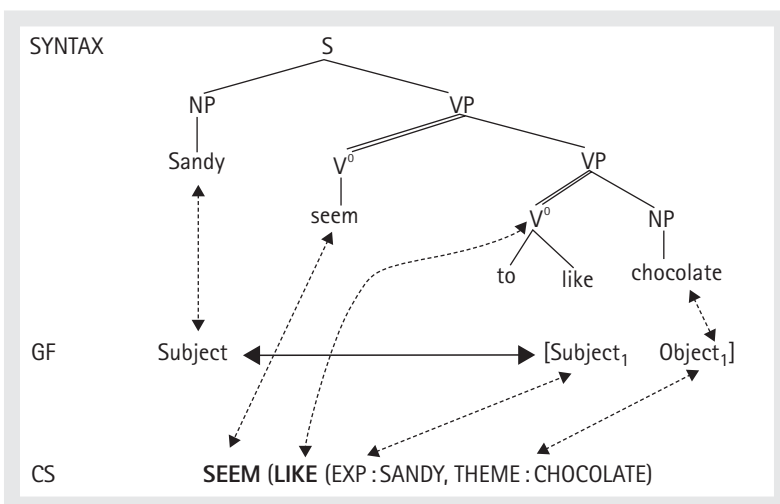 SYNTAX S
NP VP
Sandy V⁰ VP
seem V⁰ NP
to like chocolate
GF Subject [Subject₁ Object₁]
CS SEEM (LIKE (EXP : SANDY, THEME : CHOCOLATE)